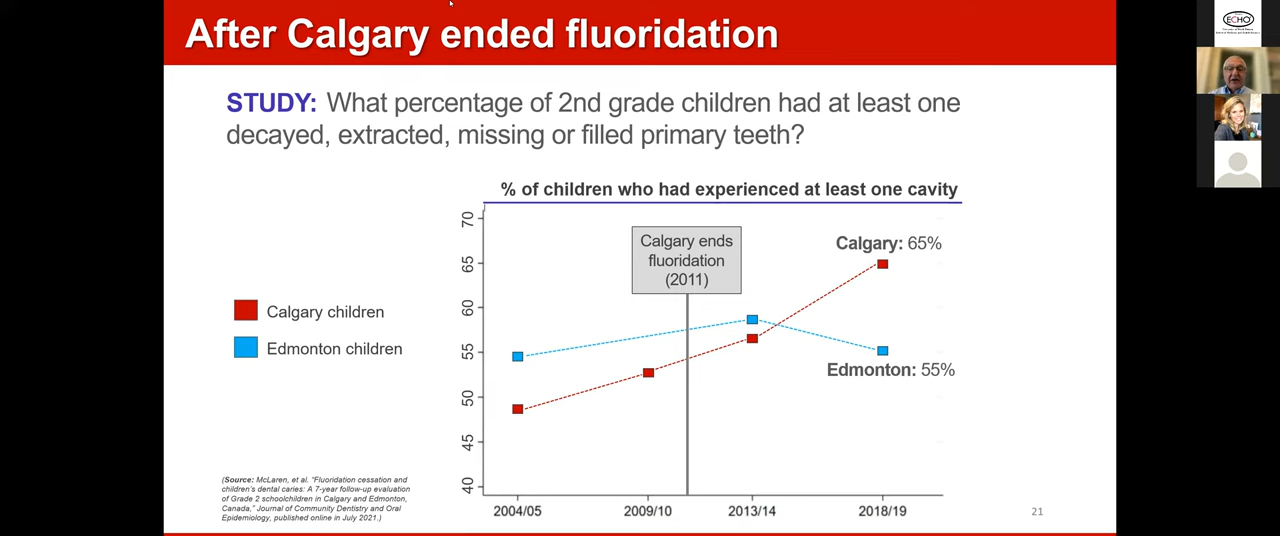 After Calgary ended fluoridation
STUDY: What percentage of 2nd grade children had at least one
decayed, extracted, missing or filled primary teeth?
% of children who had experienced at least one cavity
70
65
60
55
50
45
40
Calgary ends
fluoridation
(2011)
Calgary: 65%
Edmonton: 55%
Calgary children
Edmonton children
2004/05
2009/10
2013/14
2018/19
(Source: McLaren, et al. "Fluoridation cessation and
children's dental caries: A 7-year follow-up evaluation
of Grade 2 schoolchildren in Calgary and Edmonton,
Canada," Journal of Community Dentistry and Oral
Epidemiology, published online in July 2021.)
21
ECHO